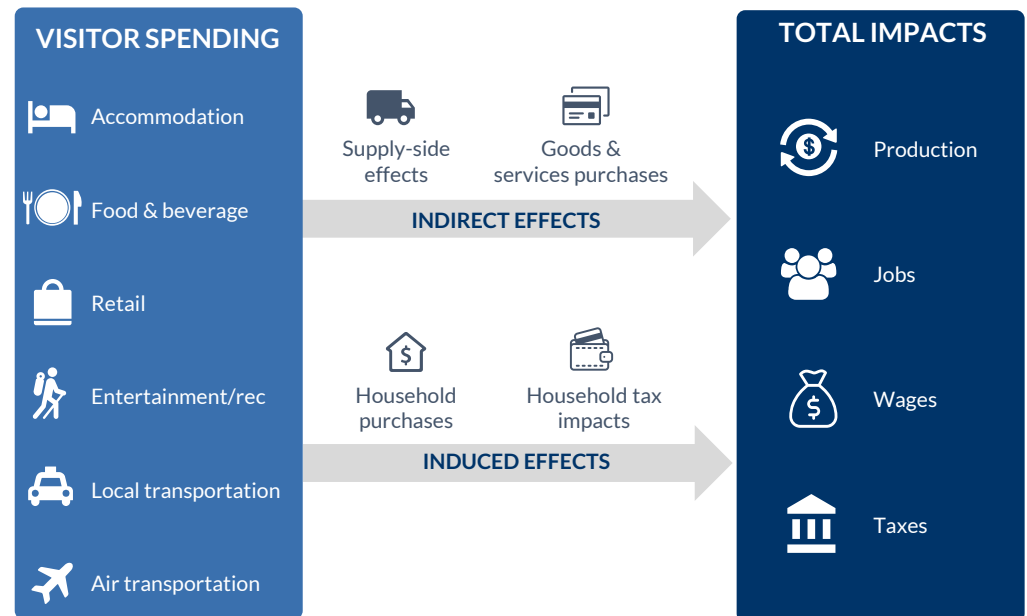 VISITOR SPENDING
Accommodation
Food & beverage
Retail
Entertainment/rec
Local transportation
Air transportation
Supply-side
effects
Goods &
services purchases
INDIRECT EFFECTS
Household
purchases
Household tax
impacts
INDUCED EFFECTS
TOTAL IMPACTS
$
Production
Jobs
$
Wages
Taxes